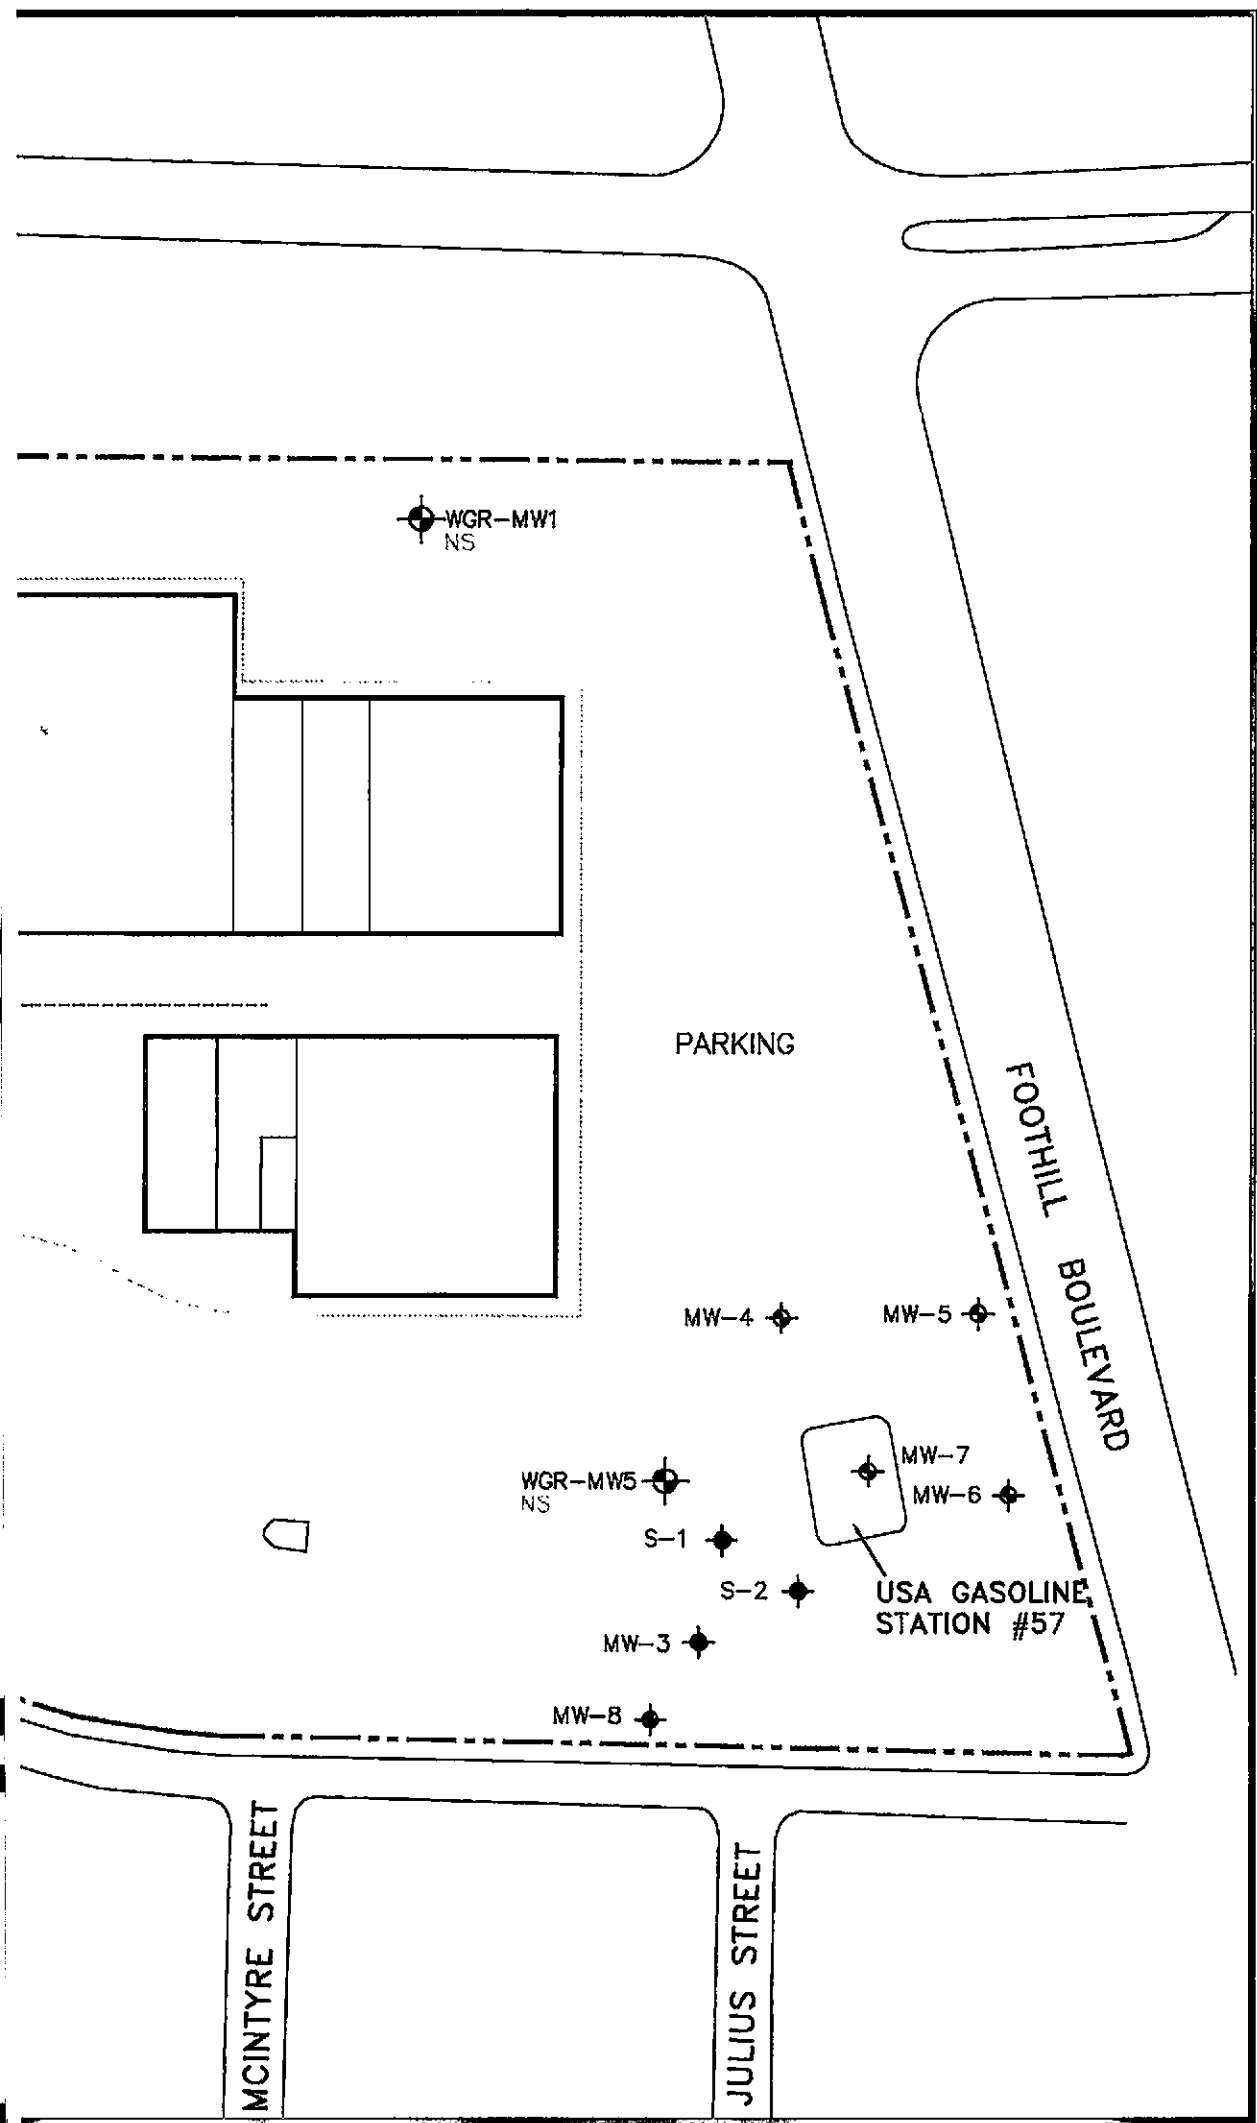 WGR-MW1
NS
PARKING
FOOTHILL BOULEVARD
MW-4
MW-5
MW-7
WGR-MW5
NS
MW-6
S-1
S-2
USA GASOLINE
STATION #57
MW-3
MW-8
MCINTYRE STREET
JULIUS STREET